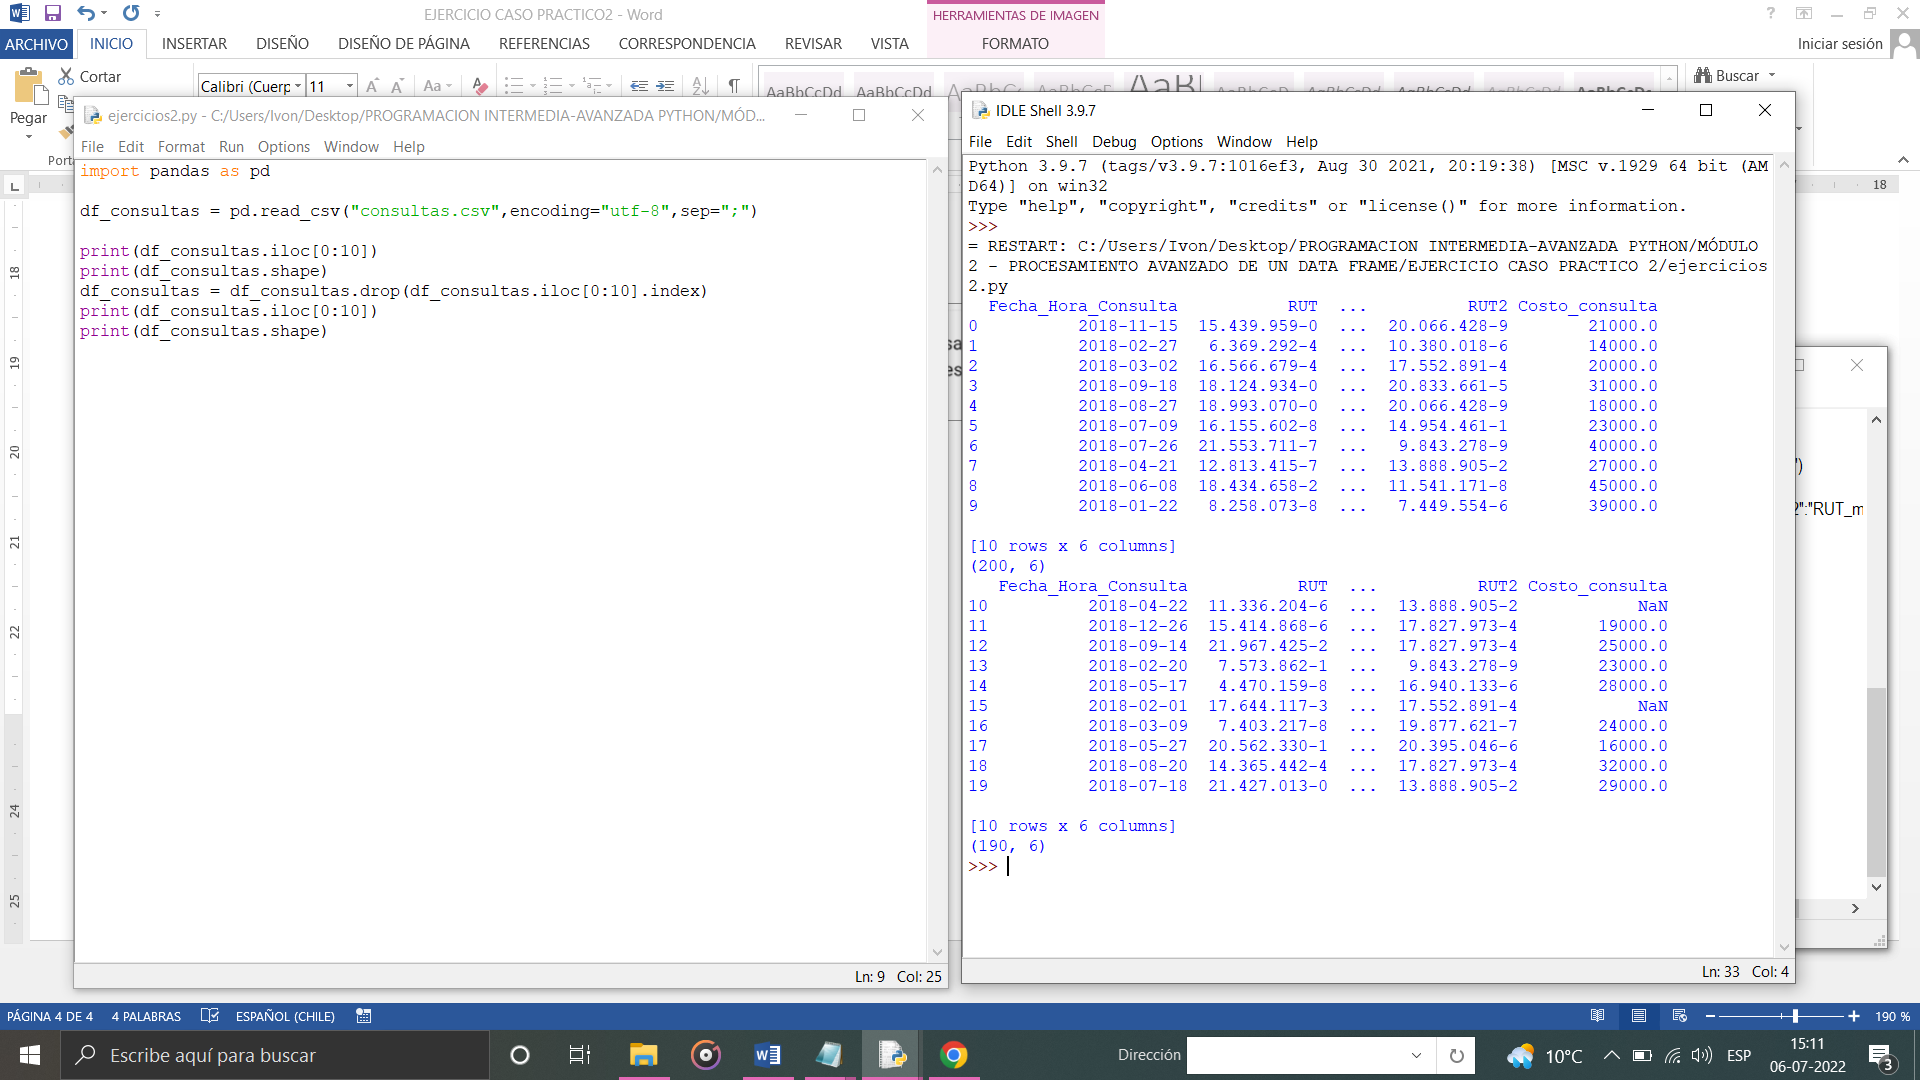 EJERCICIO CASO PRACTICO2 - Word
HERRAMIENTAS DE IMAGEN
ARCHIVO INICIO INSERTAR DISEÑO DISEÑO DE PÁGINA REFERENCIAS CORRESPONDENCIA REVISAR VISTA FORMATO Iniciar sesión
Cortar
Pegar
Calibri (Cuerp 11
AaBbCcDd AaBbCcDd
Buscar
ejercicios2.py - C:/Users/Ivon/Desktop/PROGRAMACION INTERMEDIA-AVANZADA PYTHON/MÓD...
File Edit Format Run Options Window Help
import pandas as pd
df_consultas = pd.read_csv("consultas.csv",encoding="utf-8",sep=";")
print(df_consultas.iloc[0:10])
print(df_consultas.shape)
df_consultas = df_consultas.drop(df_consultas.iloc[0:10].index)
print(df_consultas.iloc[0:10])
print(df_consultas.shape)
Ln: 9 Col: 25
IDLE Shell 3.9.7
File Edit Shell Debug Options Window Help
Python 3.9.7 (tags/v3.9.7:1016ef3, Aug 30 2021, 20:19:38) [MSC v.1929 64 bit (AM
D64)] on win32
Type "help", "copyright", "credits" or "license()" for more information.
>>>
= RESTART: C:/Users/Ivon/Desktop/PROGRAMACION INTERMEDIA-AVANZADA PYTHON/MÓDULO
2 - PROCESAMIENTO AVANZADO DE UN DATA FRAME/EJERCICIO CASO PRACTICO 2/ejercicios
2.py
Fecha_Hora_Consulta RUT ... RUT2 Costo_consulta
0 2018-11-15 15.439.959-0 ... 20.066.428-9 21000.0
1 2018-02-27 6.369.292-4 ... 10.380.018-6 14000.0
2 2018-03-02 16.566.679-4 ... 17.552.891-4 20000.0
3 2018-09-18 18.124.934-0 ... 20.833.661-5 31000.0
4 2018-08-27 18.993.070-0 ... 20.066.428-9 18000.0
5 2018-07-09 16.155.602-8 ... 14.954.461-1 23000.0
6 2018-07-26 21.553.711-7 ... 9.843.278-9 40000.0
7 2018-04-21 12.813.415-7 ... 13.888.905-2 27000.0
8 2018-06-08 18.434.658-2 ... 11.541.171-8 45000.0
9 2018-01-22 8.258.073-8 ... 7.449.554-6 39000.0
[10 rows x 6 columns]
(200, 6)
Fecha_Hora_Consulta RUT ... RUT2 Costo_consulta
10 2018-04-22 11.336.204-6 ... 13.888.905-2 NaN
11 2018-12-26 15.414.868-6 ... 17.827.973-4 19000.0
12 2018-09-14 21.967.425-2 ... 17.827.973-4 25000.0
13 2018-02-20 7.573.862-1 ... 9.843.278-9 23000.0
14 2018-05-17 4.470.159-8 ... 16.940.133-6 28000.0
15 2018-02-01 17.644.117-3 ... 17.552.891-4 NaN
16 2018-03-09 7.403.217-8 ... 19.877.621-7 24000.0
17 2018-05-27 20.562.330-1 ... 20.395.046-6 16000.0
18 2018-08-20 14.365.442-4 ... 17.827.973-4 32000.0
19 2018-07-18 21.427.013-0 ... 13.888.905-2 29000.0
[10 rows x 6 columns]
(190, 6)
>>>
Ln: 33 Col: 4
")
2":"RUT_m
18
18
19
20
21
22
24
25
PÁGINA 4 DE 4 4 PALABRAS ESPAÑOL (CHILE) 190 %
Escribe aquí para buscar
Dirección
10°C
ESP
15:11
06-07-2022
3